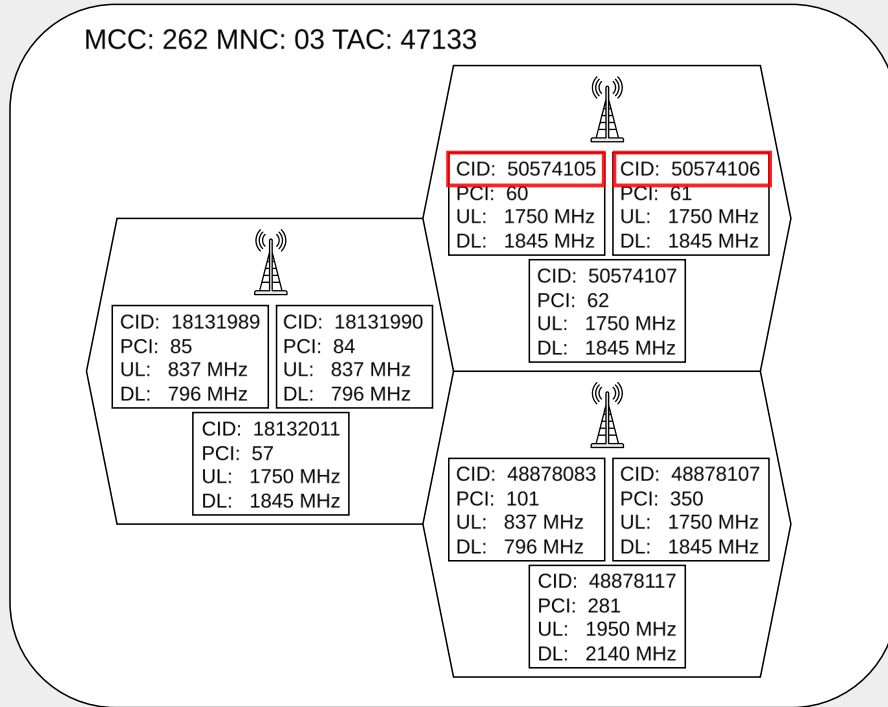 MCC: 262 MNC: 03 TAC: 47133
CID: 50574105
PCI: 60
UL: 1750 MHz
DL: 1845 MHz
CID: 50574106
PCI: 61
UL: 1750 MHz
DL: 1845 MHz
CID: 50574107
PCI: 62
UL: 1750 MHz
DL: 1845 MHz
CID: 18131989
PCI: 85
UL: 837 MHz
DL: 796 MHz
CID: 18131990
PCI: 84
UL: 837 MHz
DL: 796 MHz
CID: 18132011
PCI: 57
UL: 1750 MHz
DL: 1845 MHz
CID: 48878083
PCI: 101
UL: 837 MHz
DL: 796 MHz
CID: 48878107
PCI: 350
UL: 1750 MHz
DL: 1845 MHz
CID: 48878117
PCI: 281
UL: 1950 MHz
DL: 2140 MHz